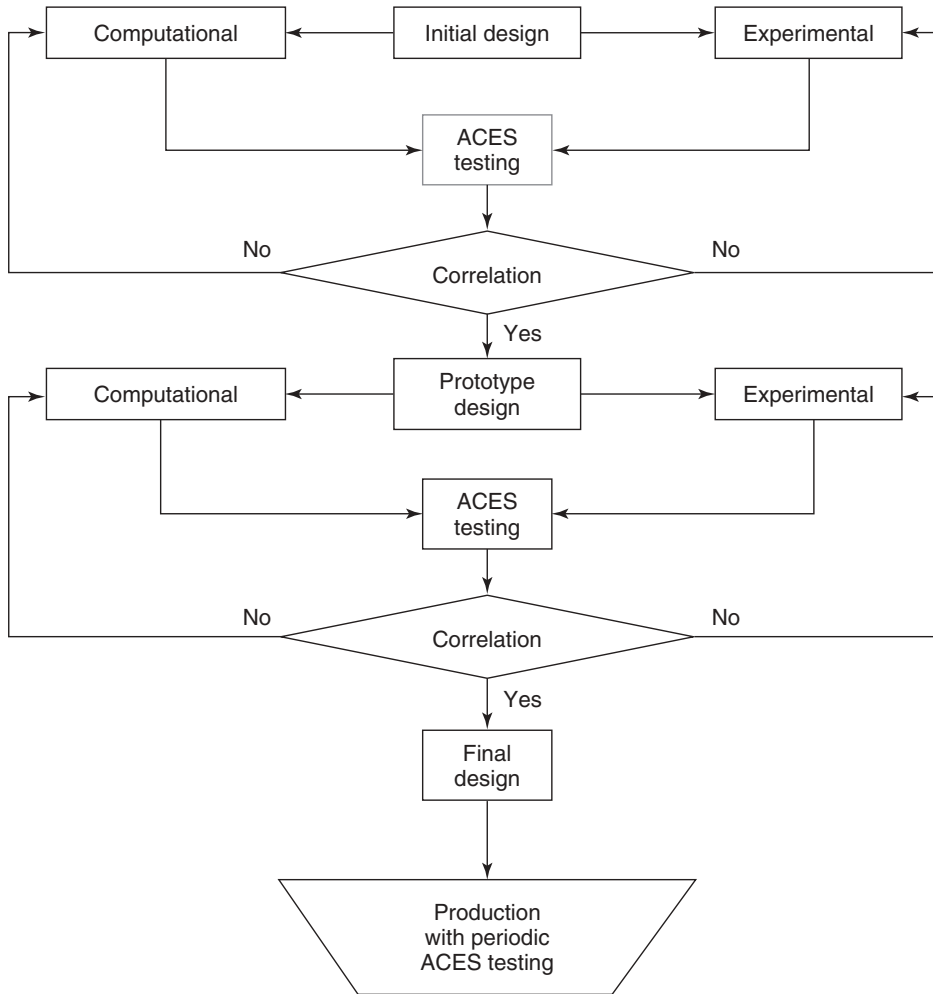 Computational
Initial design
Experimental
ACES
testing
No
No
Correlation
Yes
Computational
Prototype
design
Experimental
ACES
testing
No
No
Correlation
Yes
Final
design
Production
with periodic
ACES testing